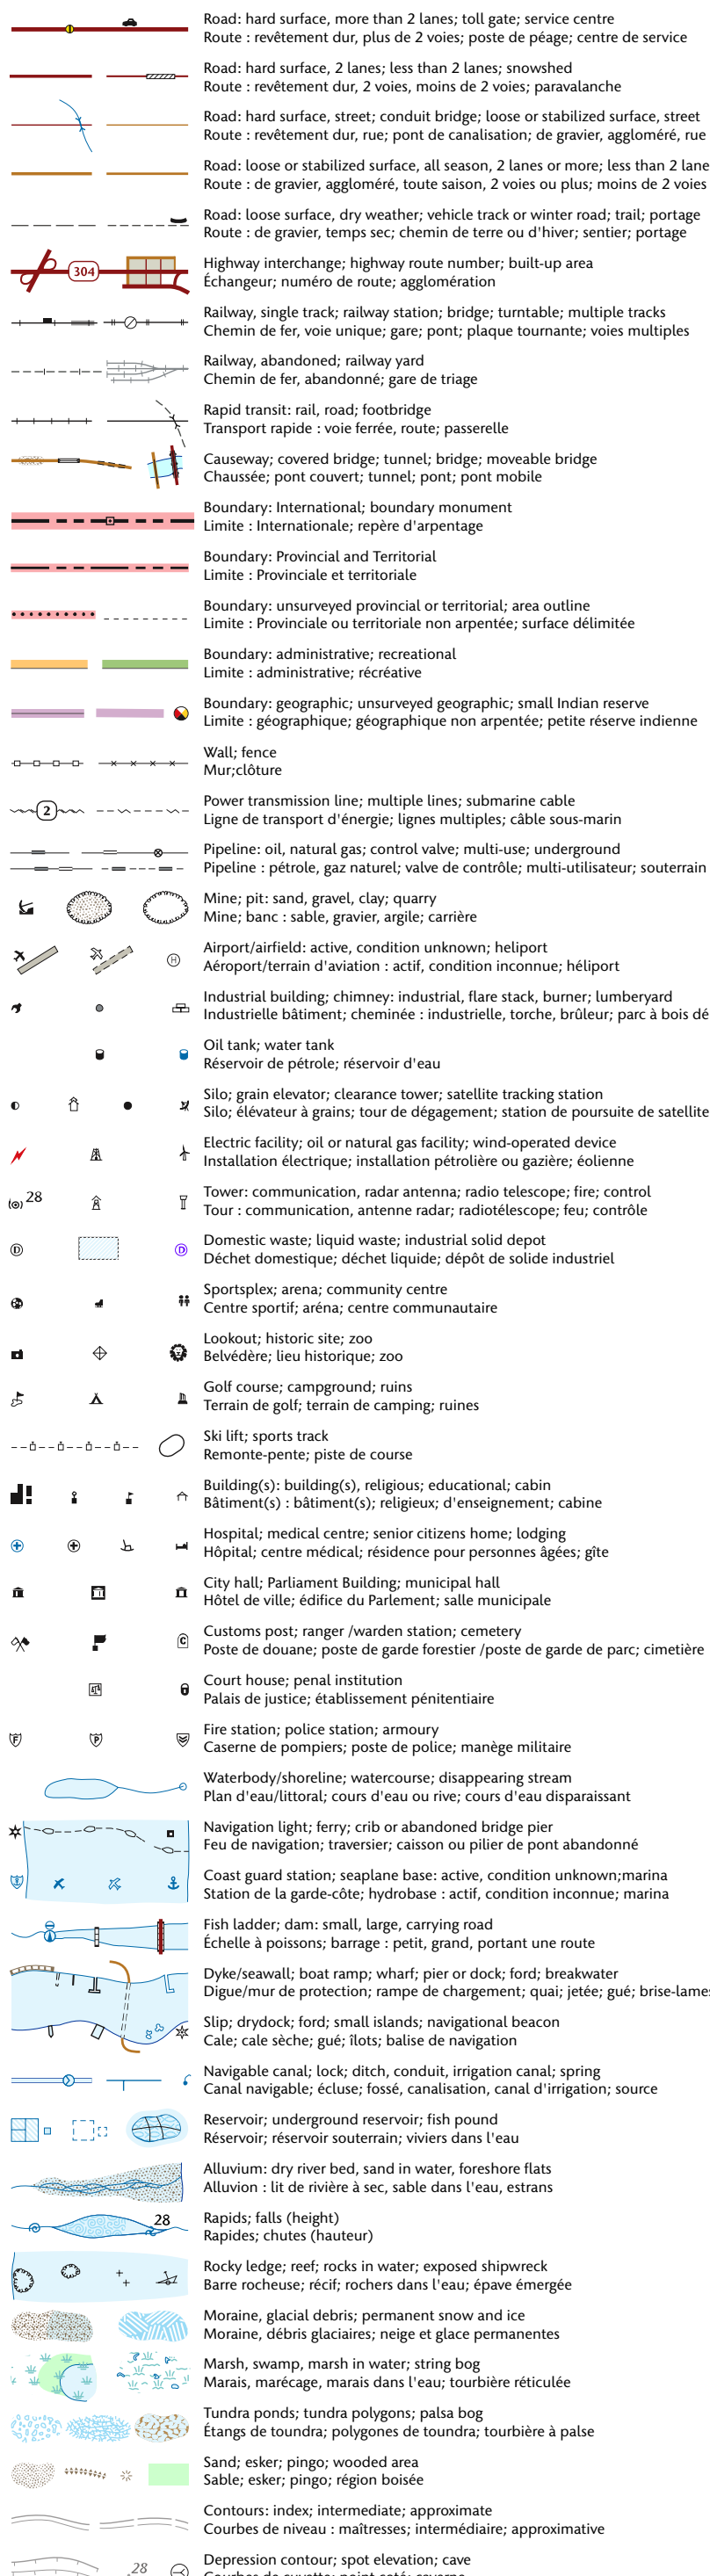 Road: hard surface, more than 2 lanes; toll gate; service centre
Route : revêtement dur, plus de 2 voies; poste de péage; centre de service
Road: hard surface, 2 lanes; less than 2 lanes; snowshed
Route : revêtement dur, 2 voies, moins de 2 voies; paravalanche
Road: hard surface, street; conduit bridge; loose or stabilized surface, street
Route : revêtement dur, rue; pont de canalisation; de gravier, aggloméré, rue
Road: loose or stabilized surface, all season, 2 lanes or more; less than 2 lane
Route : de gravier, aggloméré, toute saison, 2 voies ou plus; moins de 2 voies
Road: loose surface, dry weather; vehicle track or winter road; trail; portage
Route : de gravier, temps sec; chemin de terre ou d'hiver; sentier; portage
304
Highway interchange; highway route number; built-up area
Échangeur; numéro de route; agglomération
Railway, single track; railway station; bridge; turntable; multiple tracks
Chemin de fer, voie unique; gare; pont; plaque tournante; voies multiples
Railway, abandoned; railway yard
Chemin de fer, abandonné; gare de triage
Rapid transit: rail, road; footbridge
Transport rapide : voie ferrée, route; passerelle
Causeway; covered bridge; tunnel; bridge; moveable bridge
Chaussée; pont couvert; tunnel; pont; pont mobile
Boundary: International; boundary monument
Limite : Internationale; repère d'arpentage
Boundary: Provincial and Territorial
Limite : Provinciale et territoriale
Boundary: unsurveyed provincial or territorial; area outline
Limite : Provinciale ou territoriale non arpentée; surface délimitée
Boundary: administrative; recreational
Limite : administrative; récréative
Boundary: geographic; unsurveyed geographic; small Indian reserve
Limite : géographique; géographique non arpentée; petite réserve indienne
Wall; fence
Mur;clôture
2
Power transmission line; multiple lines; submarine cable
Ligne de transport d'énergie; lignes multiples; câble sous-marin
Pipeline: oil, natural gas; control valve; multi-use; underground
Pipeline : pétrole, gaz naturel; valve de contrôle; multi-utilisateur; souterrain
Mine; pit: sand, gravel, clay; quarry
Mine; banc : sable, gravier, argile; carrière
H
Airport/airfield: active, condition unknown; heliport
Aéroport/terrain d'aviation : actif, condition inconnue; héliport
Industrial building; chimney: industrial, flare stack, burner; lumberyard
Industrielle bâtiment; cheminée : industrielle, torche, brûleur; parc à bois dé
Oil tank; water tank
Réservoir de pétrole; réservoir d'eau
Silo; grain elevator; clearance tower; satellite tracking station
Silo; élévateur à grains; tour de dégagement; station de poursuite de satellite
Electric facility; oil or natural gas facility; wind-operated device
Installation électrique; installation pétrolière ou gazière; éolienne
28
Tower: communication, radar antenna; radio telescope; fire; control
Tour : communication, antenne radar; radiotélescope; feu; contrôle
D D
Domestic waste; liquid waste; industrial solid depot
Déchet domestique; déchet liquide; dépôt de solide industriel
Sportsplex; arena; community centre
Centre sportif; aréna; centre communautaire
Lookout; historic site; zoo
Belvédère; lieu historique; zoo
Golf course; campground; ruins
Terrain de golf; terrain de camping; ruines
Ski lift; sports track
Remonte-pente; piste de course
Building(s): building(s), religious; educational; cabin
Bâtiment(s) : bâtiment(s); religieux; d'enseignement; cabine
Hospital; medical centre; senior citizens home; lodging
Hôpital; centre médical; résidence pour personnes âgées; gîte
City hall; Parliament Building; municipal hall
Hôtel de ville; édifice du Parlement; salle municipale
C
Customs post; ranger /warden station; cemetery
Poste de douane; poste de garde forestier /poste de garde de parc; cimetière
Court house; penal institution
Palais de justice; établissement pénitentiaire
F P
Fire station; police station; armoury
Caserne de pompiers; poste de police; manège militaire
Waterbody/shoreline; watercourse; disappearing stream
Plan d'eau/littoral; cours d'eau ou rive; cours d'eau disparaissant
Navigation light; ferry; crib or abandoned bridge pier
Feu de navigation; traversier; caisson ou pilier de pont abandonné
Coast guard station; seaplane base: active, condition unknown;marina
Station de la garde-côte; hydrobase : actif, condition inconnue; marina
Fish ladder; dam: small, large, carrying road
Échelle à poissons; barrage : petit, grand, portant une route
Dyke/seawall; boat ramp; wharf; pier or dock; ford; breakwater
Digue/mur de protection; rampe de chargement; quai; jetée; gué; brise-lames
Slip; drydock; ford; small islands; navigational beacon
Cale; cale sèche; gué; îlots; balise de navigation
Navigable canal; lock; ditch, conduit, irrigation canal; spring
Canal navigable; écluse; fossé, canalisation, canal d'irrigation; source
Reservoir; underground reservoir; fish pound
Réservoir; réservoir souterrain; viviers dans l'eau
Alluvium: dry river bed, sand in water, foreshore flats
Alluvion : lit de rivière à sec, sable dans l'eau, estrans
28
Rapids; falls (height)
Rapides; chutes (hauteur)
Rocky ledge; reef; rocks in water; exposed shipwreck
Barre rocheuse; récif; rochers dans l'eau; épave émergée
Moraine, glacial debris; permanent snow and ice
Moraine, débris glaciaires; neige et glace permanentes
Marsh, swamp, marsh in water; string bog
Marais, marécage, marais dans l'eau; tourbière réticulée
Tundra ponds; tundra polygons; palsa bog
Étangs de toundra; polygones de toundra; tourbière à palse
Sand; esker; pingo; wooded area
Sable; esker; pingo; région boisée
Contours: index; intermediate; approximate
Courbes de niveau : maîtresses; intermédiaire; approximative
.28
Depression contour; spot elevation; cave